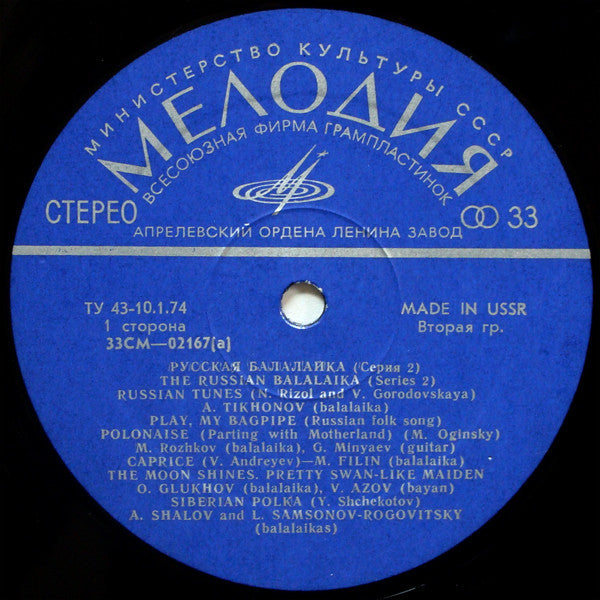 МИНИСТЕРСТВО КУЛЬТУРЫ СССР
МЕЛОДИЯ
ВСЕСОЮЗНАЯ ФИРМА ГРАМПЛАСТИНОК
СТЕРЕО
33
АПРЕЛЕВСКИЙ ОРДЕНА ЛЕНИНА ЗАВОД
ТУ 43-10.1.74
MADE IN USSR
1 сторона
Вторая гр.
33СМ—02167(а)
РУССКАЯ БАЛАЛАЙКА (Серия 2)
THE RUSSIAN BALALAIKA (Series 2)
RUSSIAN TUNES (N. Rizol and V. Gorodovskaya)
A. TIKHONOV (balalaika)
PLAY, MY BAGPIPE (Russian folk song)
POLONAISE (Parting with Motherland) (M. Oginsky)
M. Rozhkov (balalaika), G. Minyaev (guitar)
CAPRICE (V. Andreyev)—M. FILIN (balalaika)
THE MOON SHINES. PRETTY SWAN-LIKE MAIDEN
O. GLUKHOV (balalaika), V. AZOV (bayan)
SIBERIAN POLKA (Y. Shchekotov)
A. SHALOV and L. SAMSONOV-ROGOVITSKY
(balalaikas)